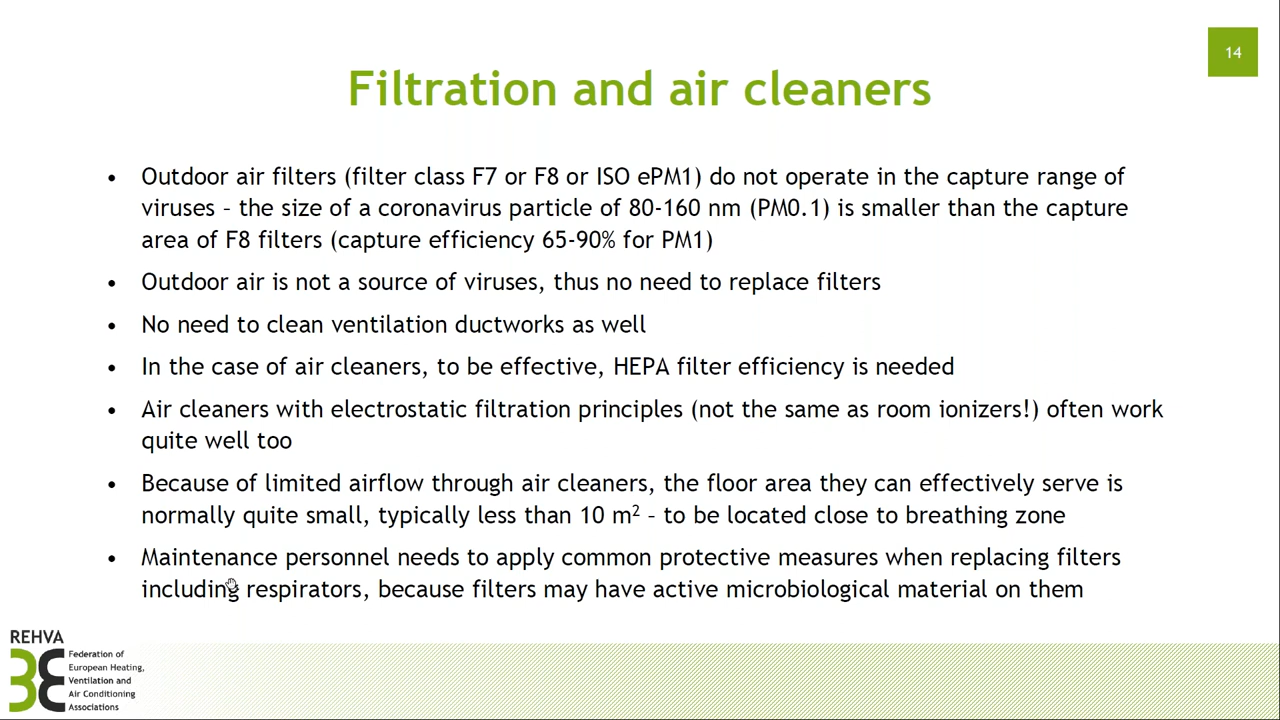 14
Filtration and air cleaners
• Outdoor air filters (filter class F7 or F8 or ISO ePM1) do not operate in the capture range of
viruses – the size of a coronavirus particle of 80-160 nm (PM0.1) is smaller than the capture
area of F8 filters (capture efficiency 65-90% for PM1)
• Outdoor air is not a source of viruses, thus no need to replace filters
• No need to clean ventilation ductworks as well
• In the case of air cleaners, to be effective, HEPA filter efficiency is needed
• Air cleaners with electrostatic filtration principles (not the same as room ionizers!) often work
quite well too
• Because of limited airflow through air cleaners, the floor area they can effectively serve is
normally quite small, typically less than 10 m² – to be located close to breathing zone
• Maintenance personnel needs to apply common protective measures when replacing filters
including respirators, because filters may have active microbiological material on them
REHVA
Federation of
European Heating,
Ventilation and
Air Conditioning
Associations